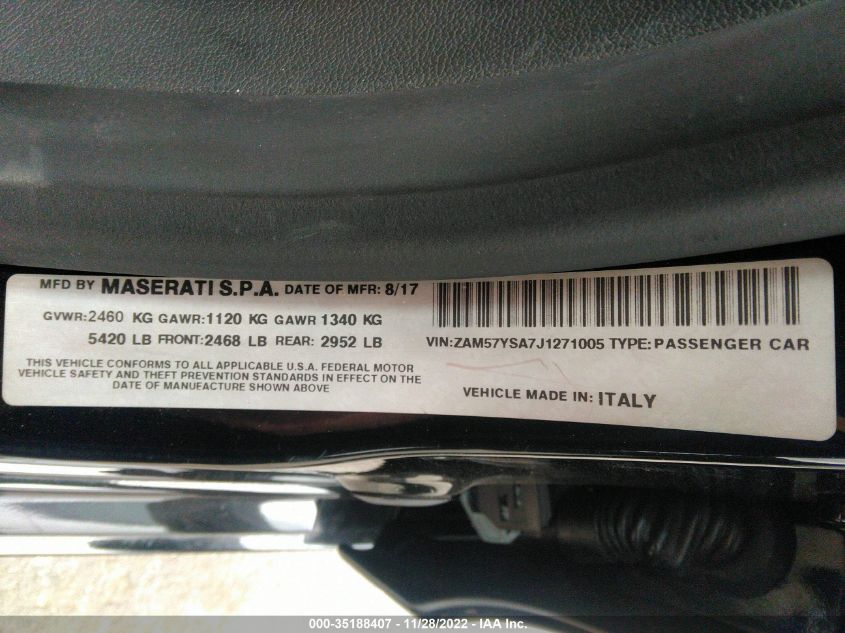 MFD BY MASERATI S.P.A. DATE OF MFR: 8/17
GVWR:2460 KG GAWR:1120 KG GAWR 1340 KG
5420 LB FRONT:2468 LB REAR: 2952 LB
THIS VEHICLE CONFORMS TO ALL APPLICABLE U.S.A. FEDERAL MOTOR
VEHICLE SAFETY AND THEFT PREVENTION STANDARDS IN EFFECT ON THE
DATE OF MANUFACTURE SHOWN ABOVE
VIN:ZAM57YSA7J1271005 TYPE:PASSENGER CAR
VEHICLE MADE IN: ITALY
000-35188407 - 11/28/2022 - IAA Inc.